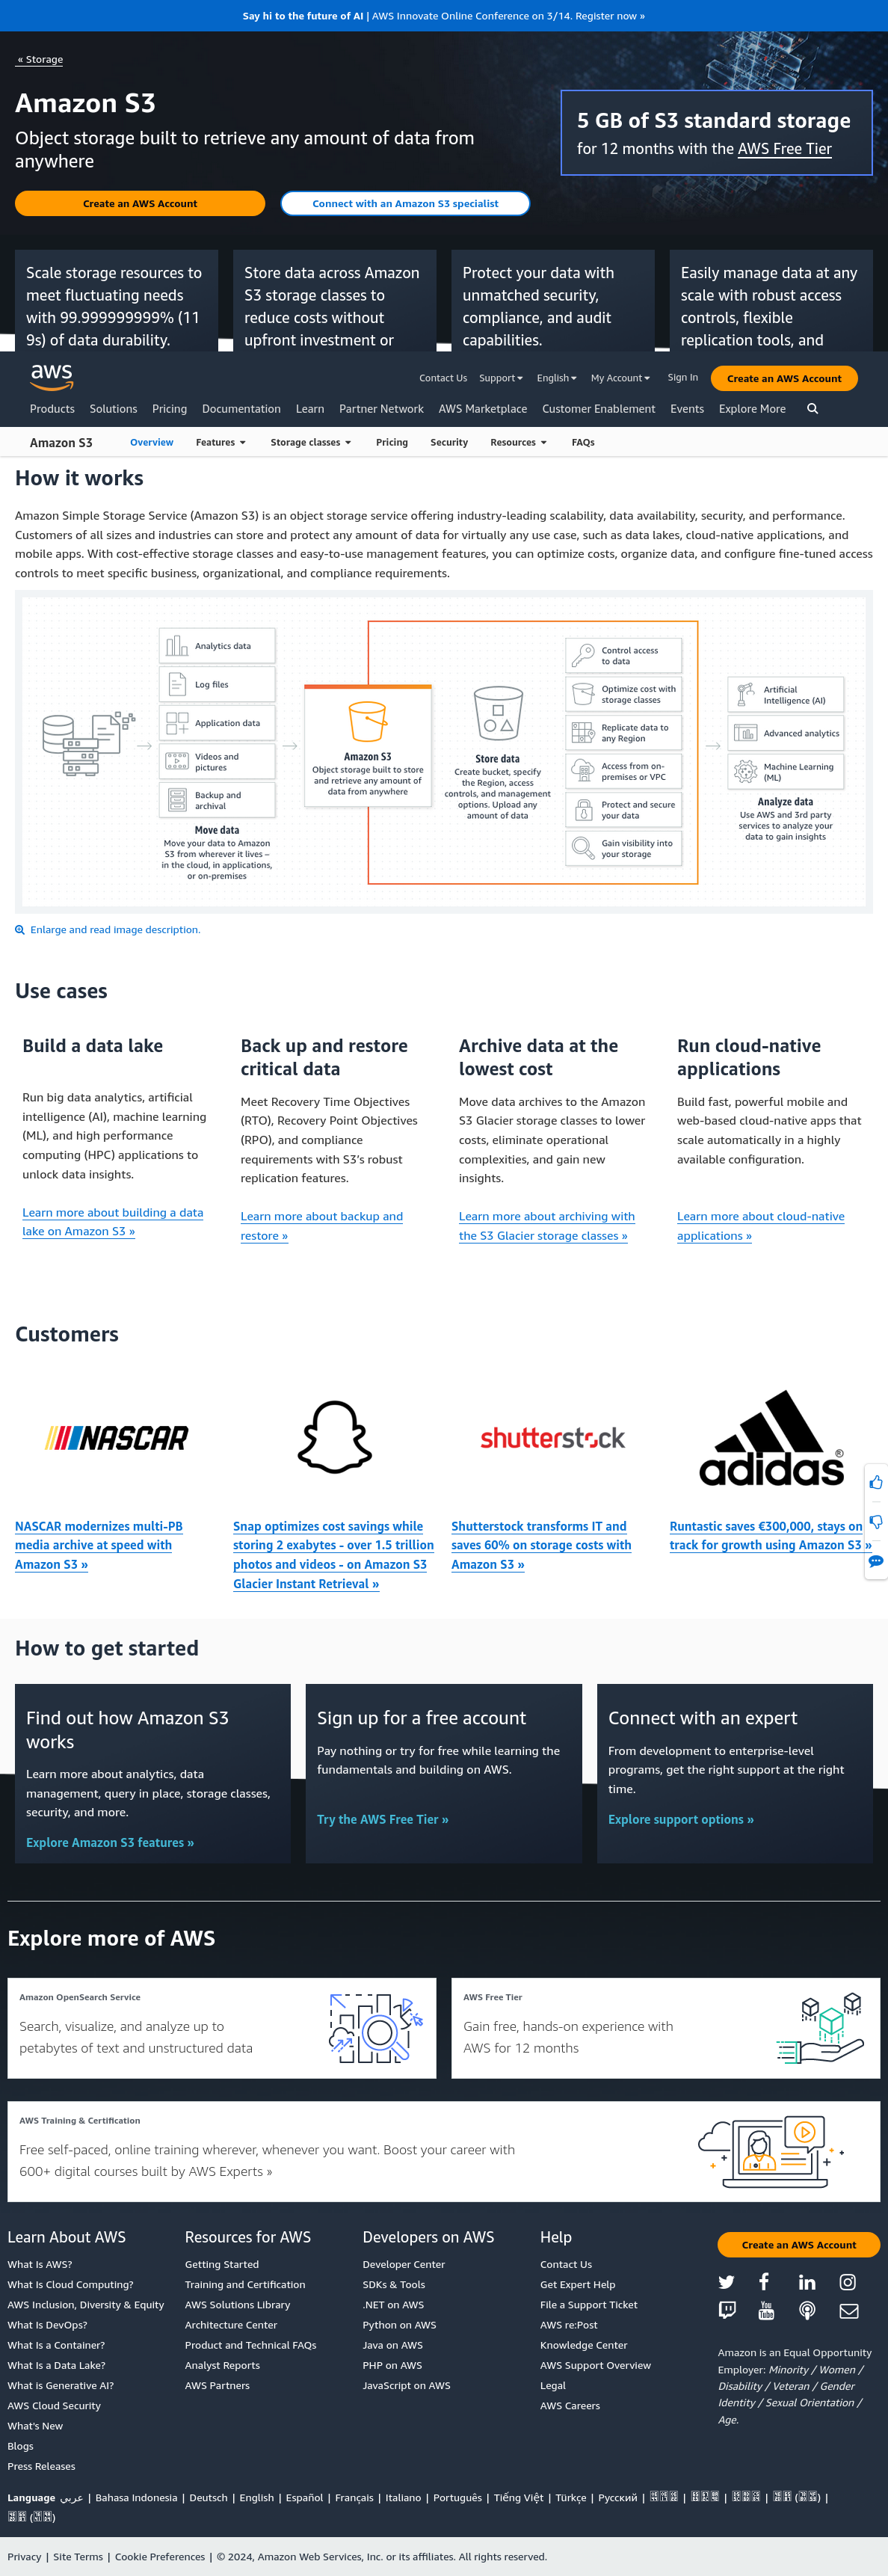 Say hi to the future of AI | AWS Innovate Online Conference on 3/14. Register now »
« Storage
Amazon S3
Object storage built to retrieve any amount of data from
anywhere
Create an AWS Account
Connect with an Amazon S3 specialist
5 GB of S3 standard storage
for 12 months with the AWS Free Tier
Scale storage resources to
meet fluctuating needs
with 99.999999999% (11
9s) of data durability.
Store data across Amazon
S3 storage classes to
reduce costs without
upfront investment or
Protect your data with
unmatched security,
compliance, and audit
capabilities.
Easily manage data at any
scale with robust access
controls, flexible
replication tools, and
aws
Contact Us Support English My Account Sign In Create an AWS Account
Products Solutions Pricing Documentation Learn Partner Network AWS Marketplace Customer Enablement Events Explore More
Amazon S3 Overview Features Storage classes Pricing Security Resources FAQs
How it works
Amazon Simple Storage Service (Amazon S3) is an object storage service offering industry-leading scalability, data availability, security, and performance.
Customers of all sizes and industries can store and protect any amount of data for virtually any use case, such as data lakes, cloud-native applications, and
mobile apps. With cost-effective storage classes and easy-to-use management features, you can optimize costs, organize data, and configure fine-tuned access
controls to meet specific business, organizational, and compliance requirements.
Analytics data
Log files
Application data
Videos and
pictures
Backup and
archival
Move data
Move your data to Amazon
S3 from wherever it lives –
in the cloud, in applications,
or on-premises
Amazon S3
Object storage built to store
and retrieve any amount of
data from anywhere
Store data
Create bucket, specify
the Region, access
controls, and management
options. Upload any
amount of data
Control access
to data
Optimize cost with
storage classes
Replicate data to
any Region
Access from on-
premises or VPC
Protect and secure
your data
Gain visibility into
your storage
Artificial
Intelligence (AI)
Advanced analytics
Machine Learning
(ML)
Analyze data
Use AWS and 3rd party
services to analyze your
data to gain insights
Enlarge and read image description.
Use cases
Build a data lake
Run big data analytics, artificial
intelligence (AI), machine learning
(ML), and high performance
computing (HPC) applications to
unlock data insights.
Learn more about building a data
lake on Amazon S3 »
Back up and restore
critical data
Meet Recovery Time Objectives
(RTO), Recovery Point Objectives
(RPO), and compliance
requirements with S3’s robust
replication features.
Learn more about backup and
restore »
Archive data at the
lowest cost
Move data archives to the Amazon
S3 Glacier storage classes to lower
costs, eliminate operational
complexities, and gain new
insights.
Learn more about archiving with
the S3 Glacier storage classes »
Run cloud-native
applications
Build fast, powerful mobile and
web-based cloud-native apps that
scale automatically in a highly
available configuration.
Learn more about cloud-native
applications »
Customers
NASCAR
shutterstock
adidas®
NASCAR modernizes multi-PB
media archive at speed with
Amazon S3 »
Snap optimizes cost savings while
storing 2 exabytes - over 1.5 trillion
photos and videos - on Amazon S3
Glacier Instant Retrieval »
Shutterstock transforms IT and
saves 60% on storage costs with
Amazon S3 »
Runtastic saves €300,000, stays on
track for growth using Amazon S3 »
How to get started
Find out how Amazon S3
works
Learn more about analytics, data
management, query in place, storage classes,
security, and more.
Explore Amazon S3 features »
Sign up for a free account
Pay nothing or try for free while learning the
fundamentals and building on AWS.
Try the AWS Free Tier »
Connect with an expert
From development to enterprise-level
programs, get the right support at the right
time.
Explore support options »
Explore more of AWS
Amazon OpenSearch Service
Search, visualize, and analyze up to
petabytes of text and unstructured data
AWS Free Tier
Gain free, hands-on experience with
AWS for 12 months
AWS Training & Certification
Free self-paced, online training wherever, whenever you want. Boost your career with
600+ digital courses built by AWS Experts »
Learn About AWS
What Is AWS?
What Is Cloud Computing?
AWS Inclusion, Diversity & Equity
What Is DevOps?
What Is a Container?
What Is a Data Lake?
What is Generative AI?
AWS Cloud Security
What's New
Blogs
Press Releases
Resources for AWS
Getting Started
Training and Certification
AWS Solutions Library
Architecture Center
Product and Technical FAQs
Analyst Reports
AWS Partners
Developers on AWS
Developer Center
SDKs & Tools
.NET on AWS
Python on AWS
Java on AWS
PHP on AWS
JavaScript on AWS
Help
Contact Us
Get Expert Help
File a Support Ticket
AWS re:Post
Knowledge Center
AWS Support Overview
Legal
AWS Careers
Create an AWS Account
You Tube
Amazon is an Equal Opportunity
Employer: Minority / Women /
Disability / Veteran / Gender
Identity / Sexual Orientation /
Age.
Language عربي | Bahasa Indonesia | Deutsch | English | Español | Français | Italiano | Português | Tiếng Việt | Türkçe | Русский |
Privacy | Site Terms | Cookie Preferences | © 2024, Amazon Web Services, Inc. or its affiliates. All rights reserved.